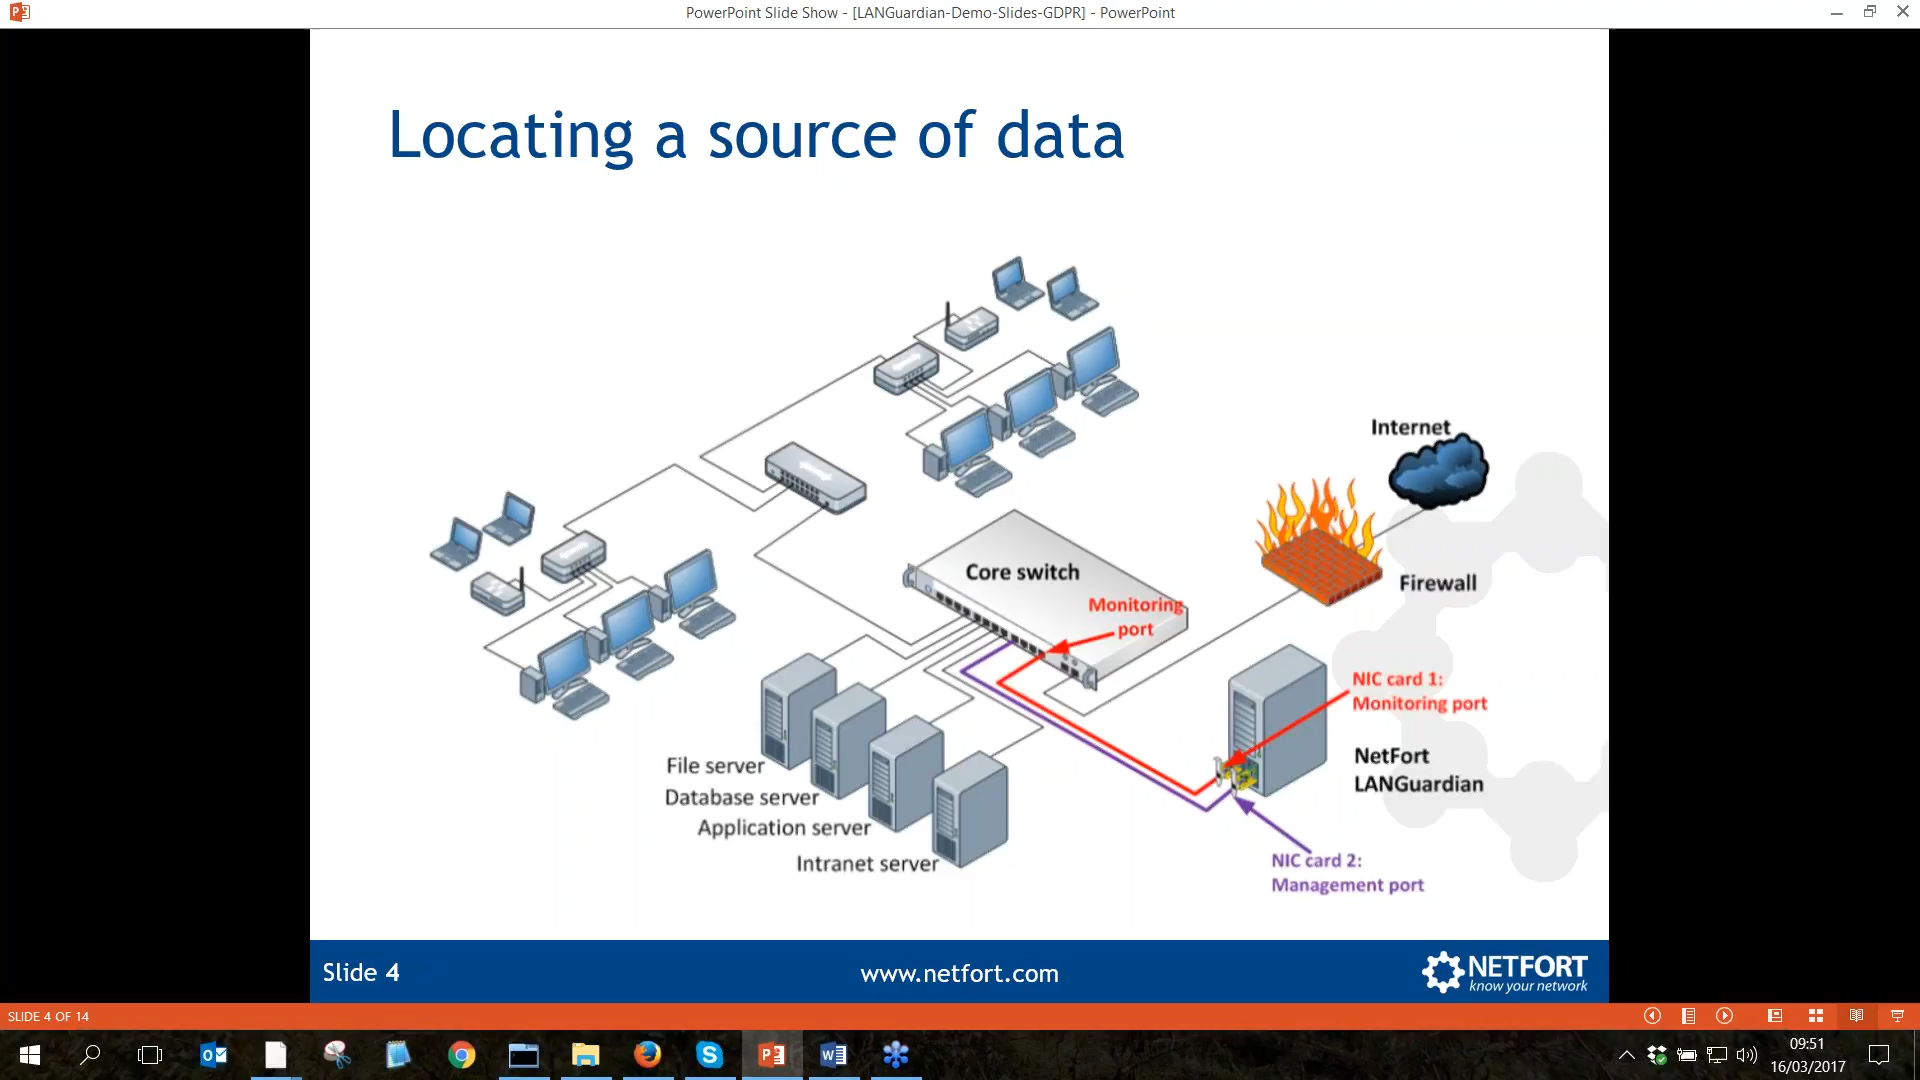 PowerPoint Slide Show - [LANGuardian-Demo-Slides-GDPR] - PowerPoint
Locating a source of data
Internet
Firewall
Core switch
Monitoring
port
NIC card 1:
Monitoring port
NetFort
LANGuardian
File server
Database server
Application server
Intranet server
NIC card 2:
Management port
Slide 4
www.netfort.com
NETFORT
know your network
SLIDE 4 OF 14
09:51
16/03/2017